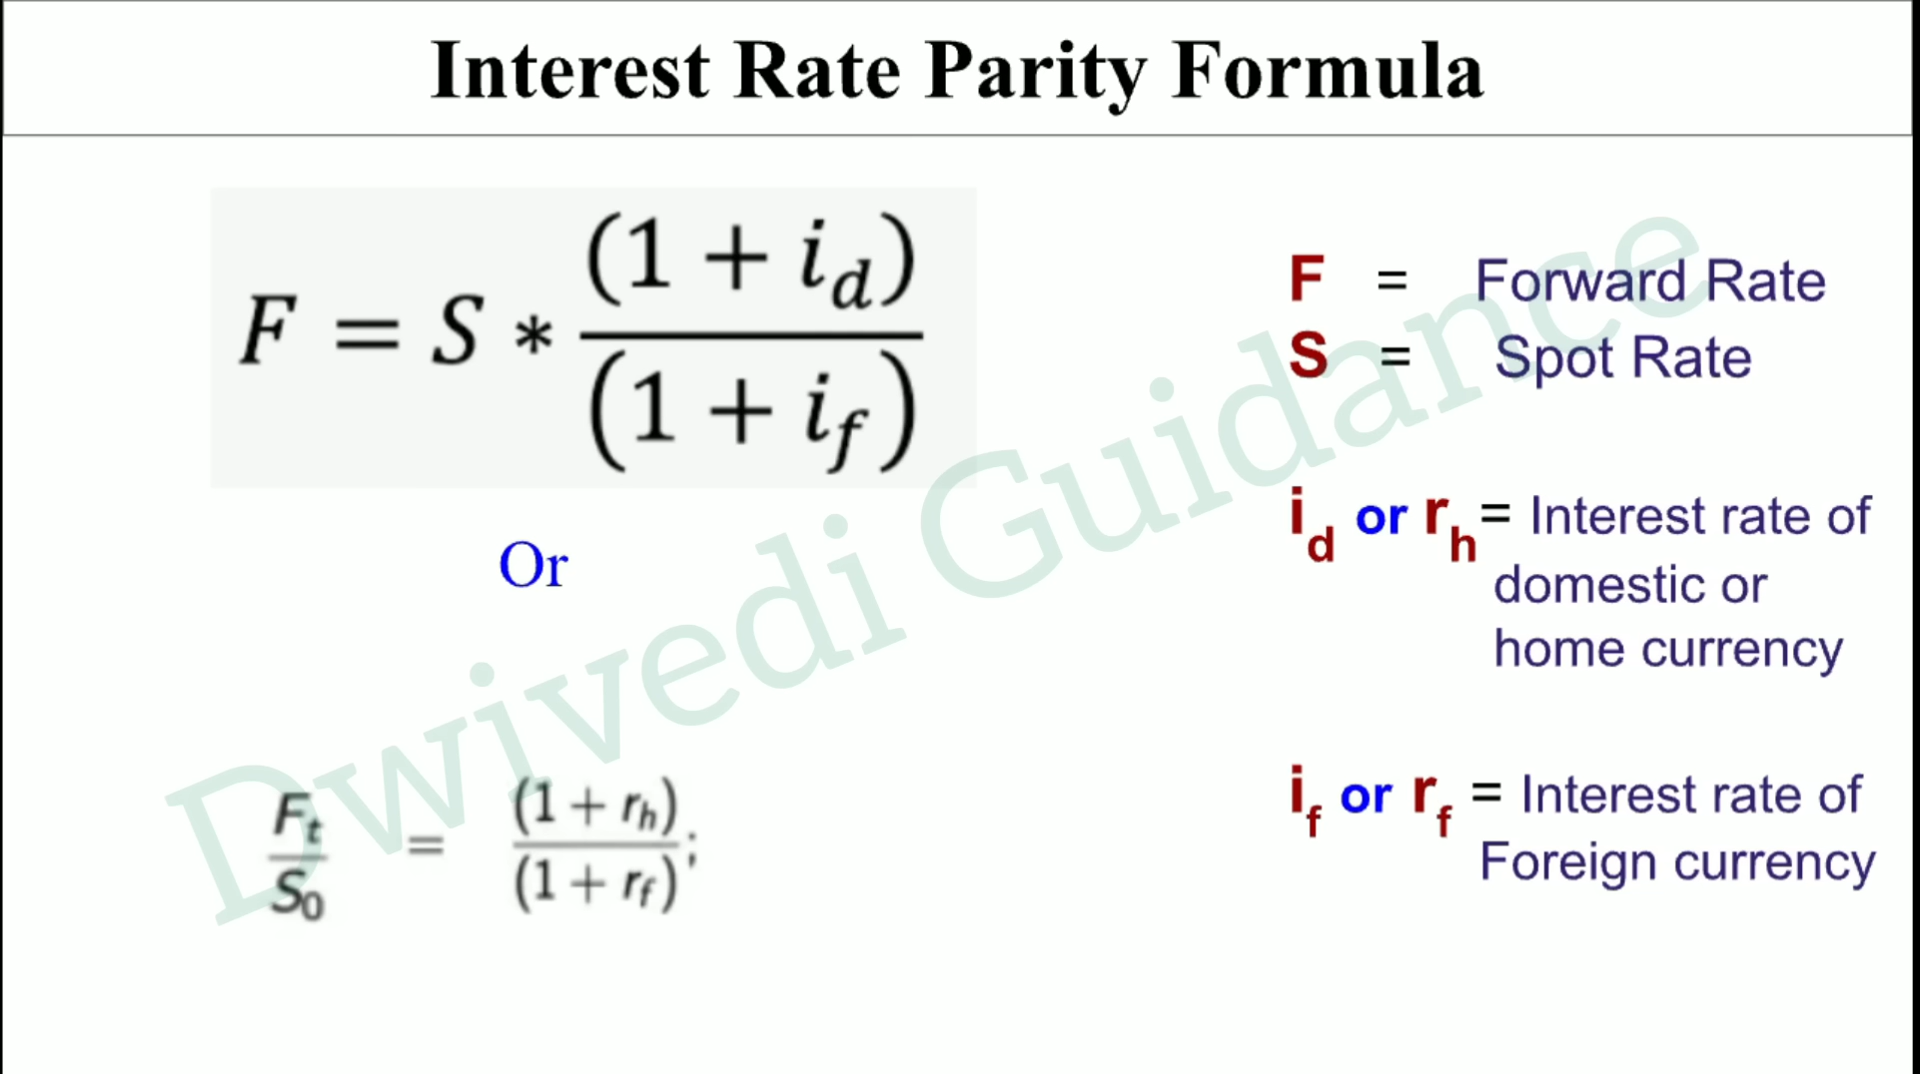 Interest Rate Parity Formula
F = S * (1 + i_d) / (1 + i_f)
Or
F_t / S_0 = (1 + r_h) / (1 + r_f) ;
F = Forward Rate
S = Spot Rate
i_d or r_h = Interest rate of
domestic or
home currency
i_f or r_f = Interest rate of
Foreign currency
Dwivedi Guidance